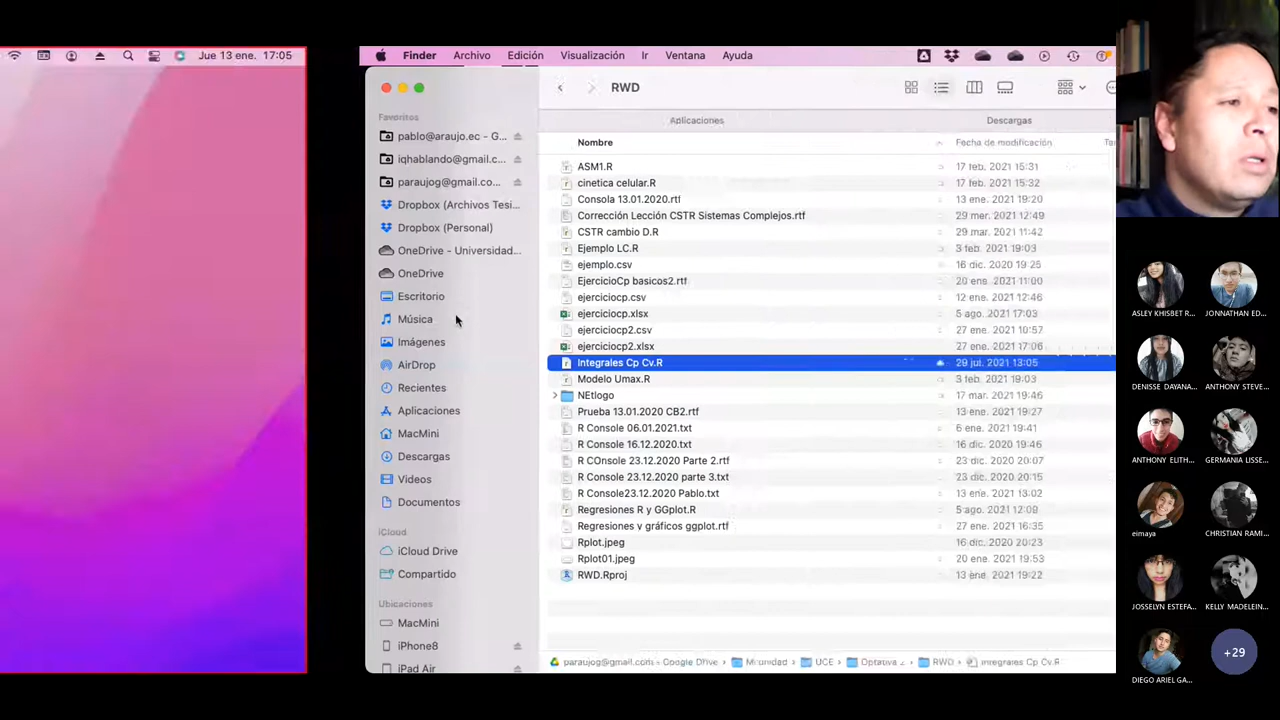 Jue 13 ene. 17:05
Finder Archivo Edición Visualización Ir Ventana Ayuda
RWD
Favoritos
pablo@araujo.ec - G...
iqhablando@gmail.c...
paraujog@gmail.co...
Dropbox (Archivos Tesi...
Dropbox (Personal)
OneDrive - Universidad...
OneDrive
Escritorio
Música
Imágenes
AirDrop
Recientes
Aplicaciones
MacMini
Descargas
Videos
Documentos
iCloud
iCloud Drive
Compartido
Ubicaciones
MacMini
iPhone8
iPad Air
Aplicaciones Descargas
Nombre Fecha de modificación
ASM1.R 17 feb. 2021 15:31
cinetica celular.R 17 feb. 2021 15:32
Consola 13.01.2020.rtf 13 ene. 2021 19:20
Corrección Lección CSTR Sistemas Complejos.rtf 29 mar. 2021 12:49
CSTR cambio D.R 29 mar. 2021 11:42
Ejemplo LC.R 3 feb. 2021 19:03
ejemplo.csv 16 dic. 2020 19:25
EjercicioCp basicos2.rtf 20 ene. 2021 11:00
ejerciciocp.csv 12 ene. 2021 12:46
ejerciciocp.xlsx 5 ago. 2021 17:03
ejerciciocp2.csv 27 ene. 2021 10:57
ejerciciocp2.xlsx 27 ene. 2021 17:06
Integrales Cp Cv.R 29 jul. 2021 13:05
Modelo Umax.R 3 feb. 2021 19:03
NEtlogo 17 mar. 2021 19:46
Prueba 13.01.2020 CB2.rtf 13 ene. 2021 19:27
R Console 06.01.2021.txt 6 ene. 2021 19:41
R Console 16.12.2020.txt 16 dic. 2020 19:46
R COnsole 23.12.2020 Parte 2.rtf 23 dic. 2020 20:07
R Console 23.12.2020 parte 3.txt 23 dic. 2020 20:15
R Console23.12.2020 Pablo.txt 13 ene. 2021 13:02
Regresiones R y GGplot.R 5 ago. 2021 12:09
Regresiones y gráficos ggplot.rtf 27 ene. 2021 16:35
Rplot.jpeg 16 dic. 2020 20:23
Rplot01.jpeg 20 ene. 2021 19:53
RWD.Rproj 13 ene. 2021 19:22
paraujog@gmail.com - Google Drive Mi unidad UCE Optativa 2 RWD Integrales Cp Cv.R
ASLEY KHISBET R...
JONNATHAN ED...
DENISSE DAYANA...
ANTHONY STEVE...
ANTHONY ELITH...
GERMANIA LISSE...
eimaya
CHRISTIAN RAMI...
JOSSELYN ESTEFA...
KELLY MADELEIN...
DIEGO ARIEL GA...
+29